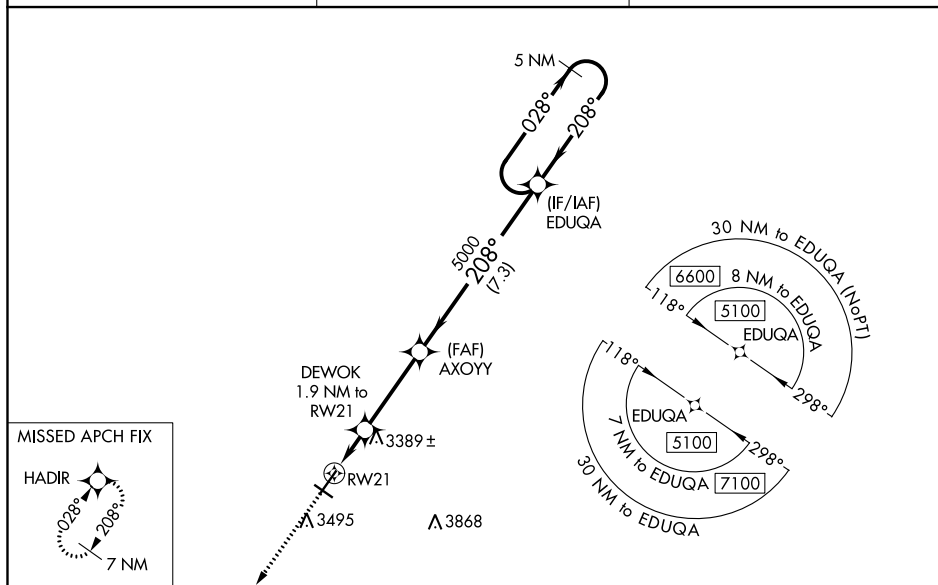 5 NM
028°
208°
(IF/IAF)
EDUQA
5000
208°
(7.3)
(FAF)
AXOYY
DEWOK
1.9 NM to
RW21
3389 ±
RW21
3495
3868
30 NM to EDUQA (NoPT)
6600
8 NM to EDUQA
5100
118°
EDUQA
298°
118°
EDUQA
298°
5100
7 NM to EDUQA
7100
30 NM to EDUQA
MISSED APCH FIX
HADIR
028°
208°
7 NM